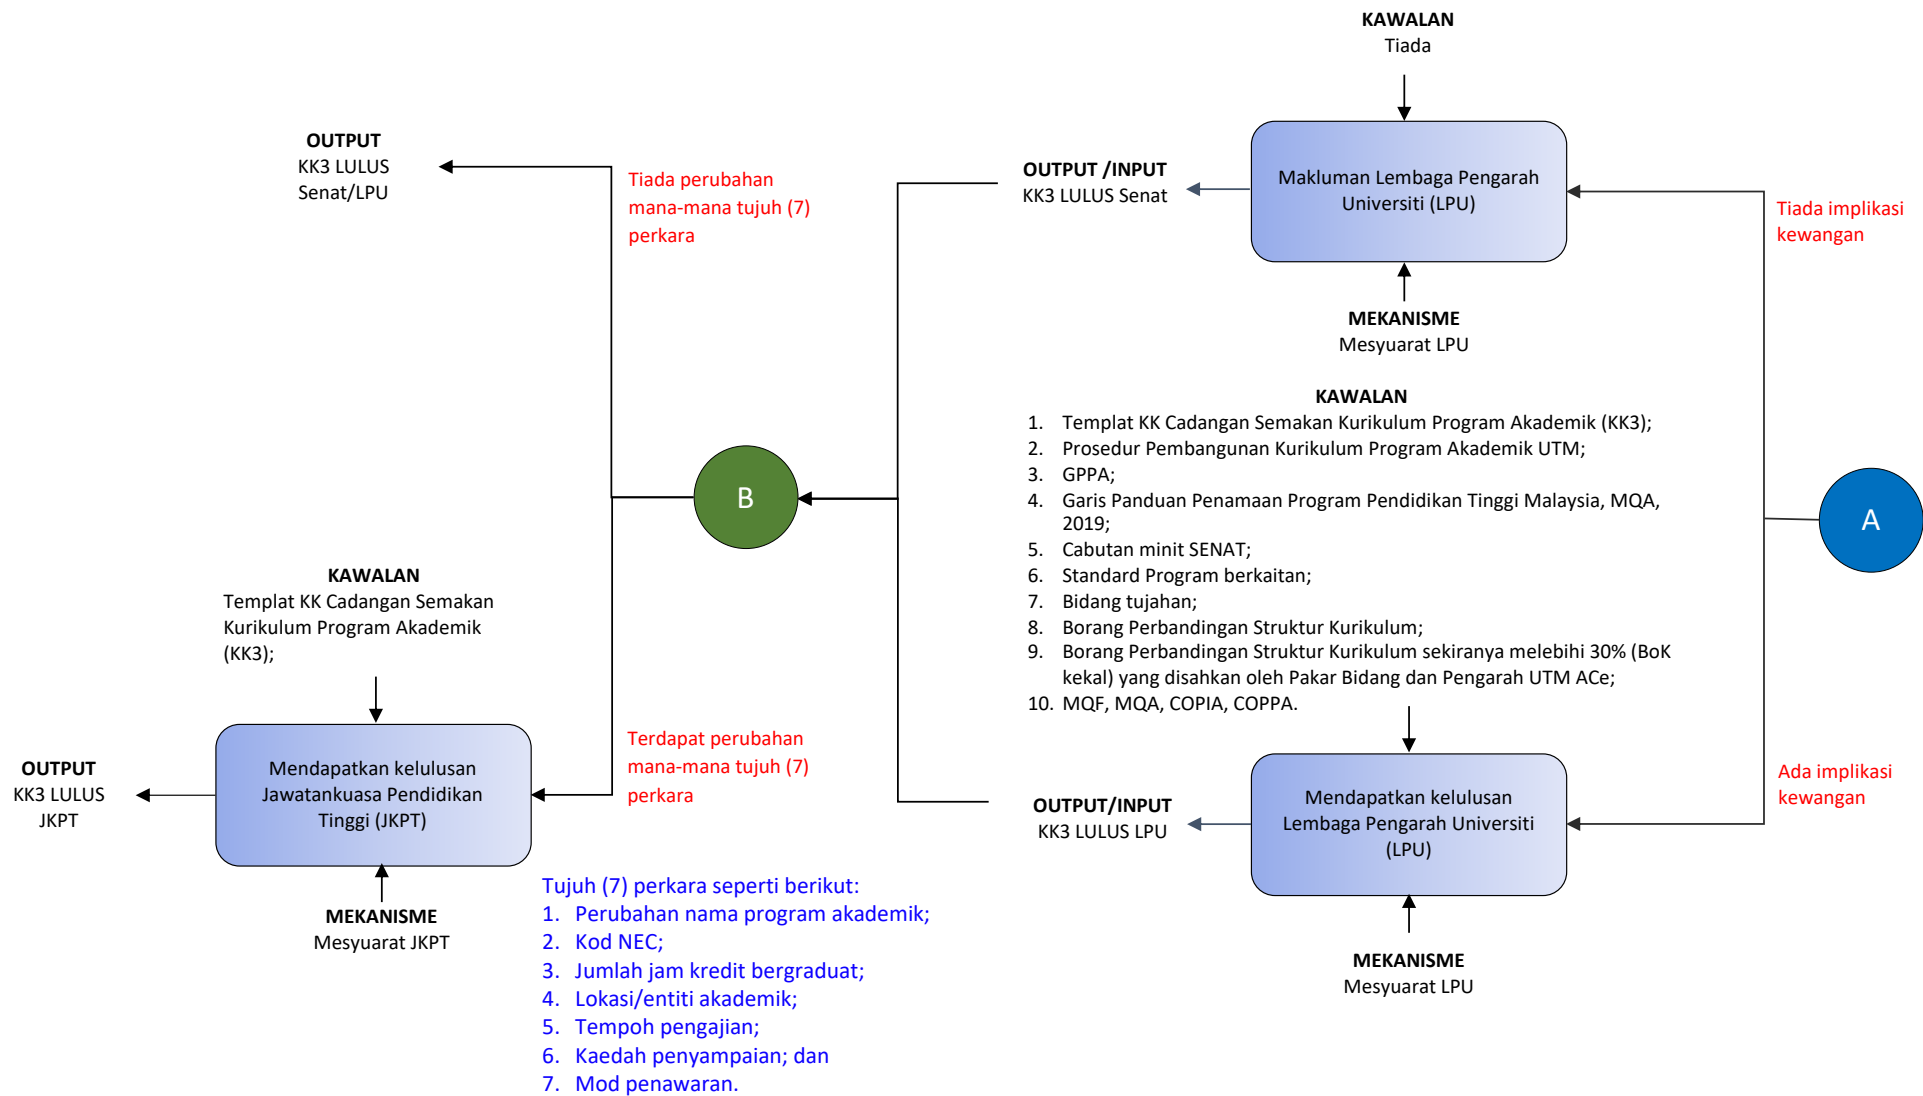 KAWALAN
Tiada
OUTPUT
KK3 LULUS
Senat/LPU
Tiada perubahan
mana-mana tujuh (7)
perkara
OUTPUT /INPUT
KK3 LULUS Senat
Makluman Lembaga Pengarah
Universiti (LPU)
Tiada implikasi
kewangan
MEKANISME
Mesyuarat LPU
KAWALAN
1. Templat KK Cadangan Semakan Kurikulum Program Akademik (KK3);
2. Prosedur Pembangunan Kurikulum Program Akademik UTM;
3. GPPA;
4. Garis Panduan Penamaan Program Pendidikan Tinggi Malaysia, MQA,
2019;
5. Cabutan minit SENAT;
6. Standard Program berkaitan;
7. Bidang tujahan;
8. Borang Perbandingan Struktur Kurikulum;
9. Borang Perbandingan Struktur Kurikulum sekiranya melebihi 30% (BoK
kekal) yang disahkan oleh Pakar Bidang dan Pengarah UTM ACe;
10. MQF, MQA, COPIA, COPPA.
B
A
KAWALAN
Templat KK Cadangan Semakan
Kurikulum Program Akademik
(KK3);
Terdapat perubahan
mana-mana tujuh (7)
perkara
OUTPUT
KK3 LULUS
JKPT
Mendapatkan kelulusan
Jawatankuasa Pendidikan
Tinggi (JKPT)
MEKANISME
Mesyuarat JKPT
OUTPUT/INPUT
KK3 LULUS LPU
Mendapatkan kelulusan
Lembaga Pengarah Universiti
(LPU)
Ada implikasi
kewangan
MEKANISME
Mesyuarat LPU
Tujuh (7) perkara seperti berikut:
1. Perubahan nama program akademik;
2. Kod NEC;
3. Jumlah jam kredit bergraduat;
4. Lokasi/entiti akademik;
5. Tempoh pengajian;
6. Kaedah penyampaian; dan
7. Mod penawaran.